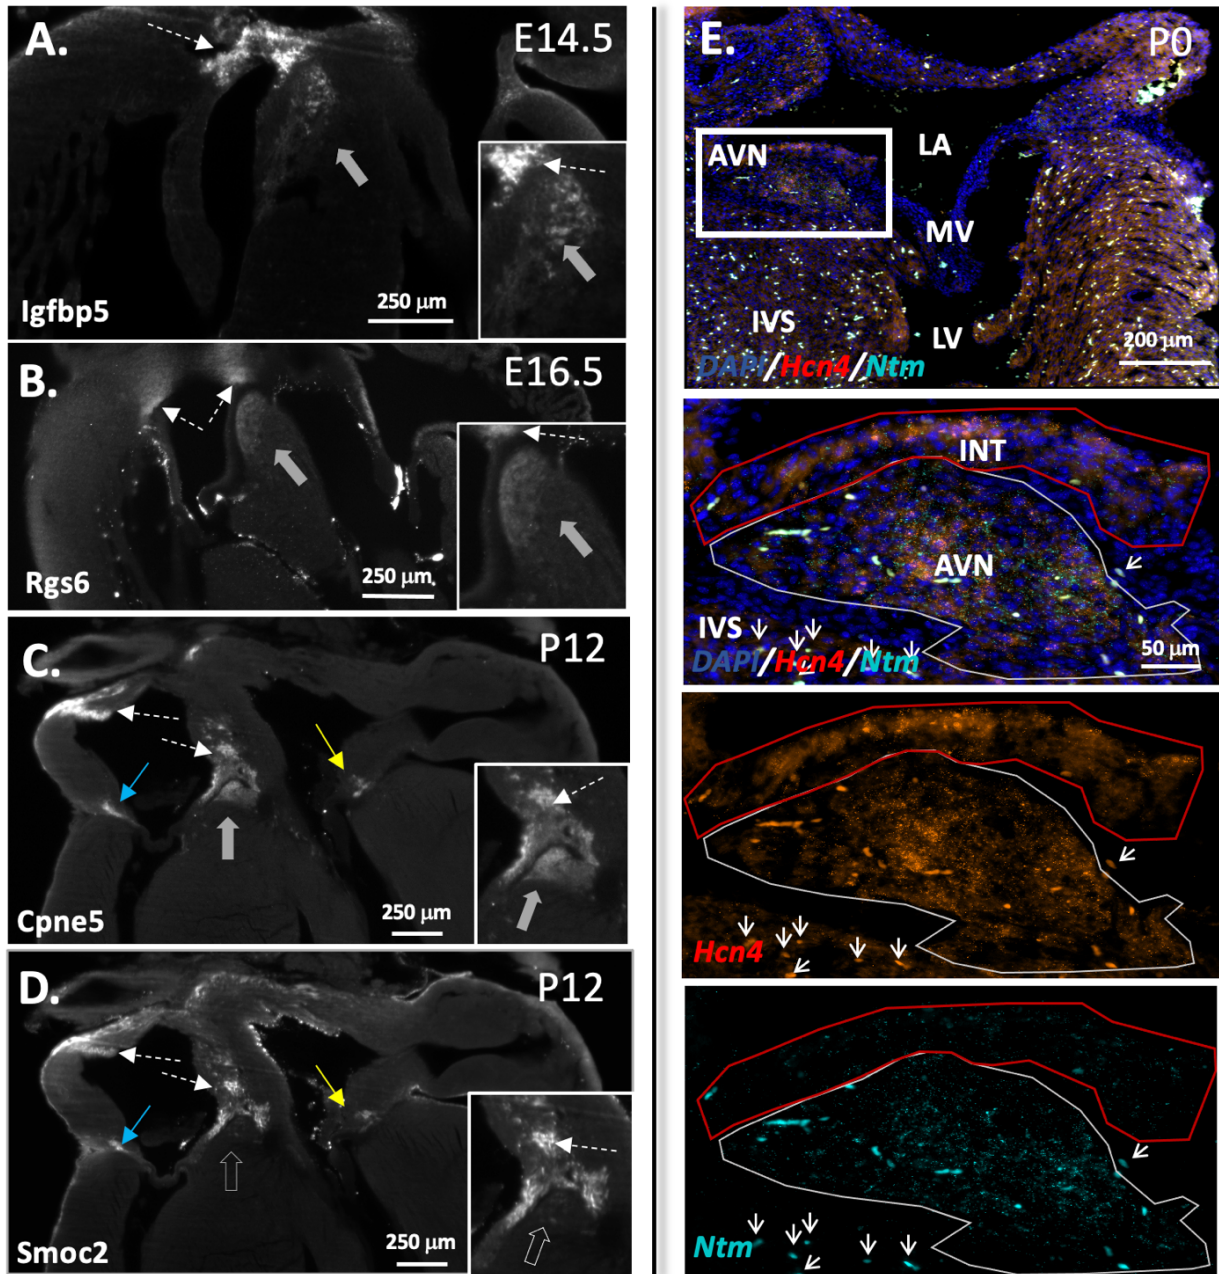 A.
E14.5
Igfbp5
250 μm
B.
E16.5
Rgs6
250 μm
C.
P12
Cpne5
250 μm
D.
P12
Smoc2
250 μm
E.
P0
AVN
LA
MV
IVS
LV
200 μm
DAPI/Hcn4/Ntm
INT
AVN
IVS
50 μm
DAPI/Hcn4/Ntm
Hcn4
Ntm